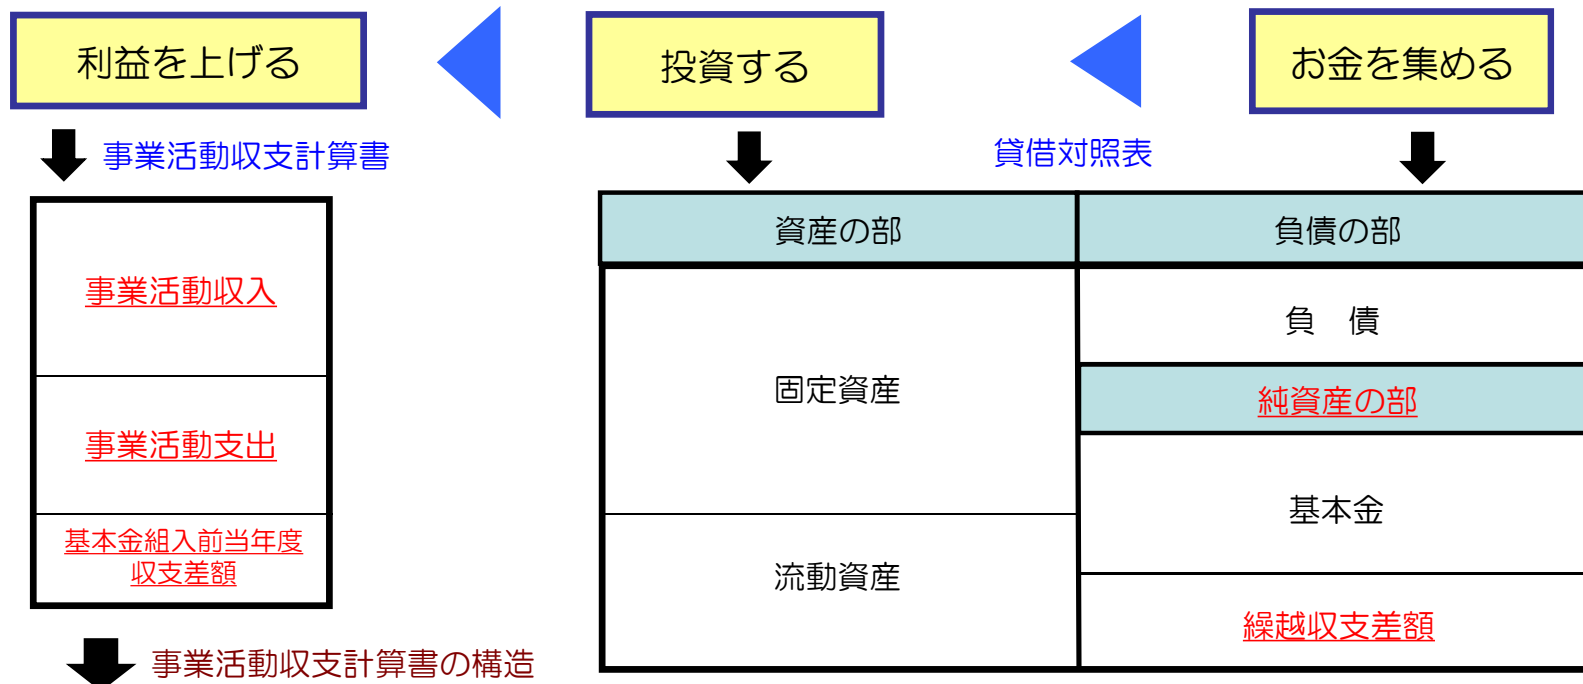 利益を上げる
投資する
お金を集める
事業活動収支計算書
貸借対照表
事業活動収入
事業活動支出
基本金組入前当年度
収支差額
資産の部
負債の部
固定資産
流動資産
負　債
純資産の部
基本金
繰越収支差額
事業活動収支計算書の構造